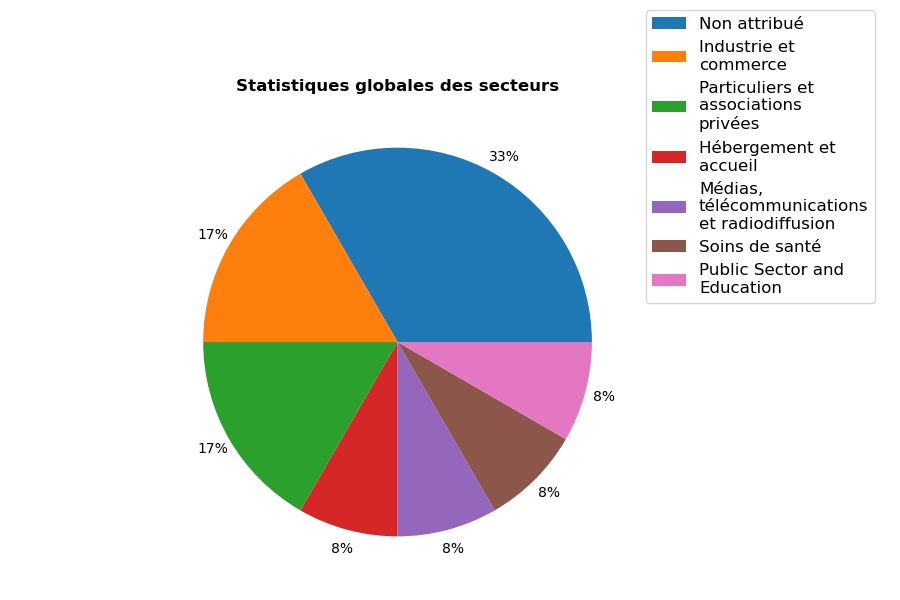 Statistiques globales des secteurs
33%
17%
17%
8%
8%
8%
8%
Non attribué
Industrie et
commerce
Particuliers et
associations
privées
Hébergement et
accueil
Médias,
télécommunications
et radiodiffusion
Soins de santé
Public Sector and
Education